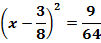 (x - 3/8)² = 9/64